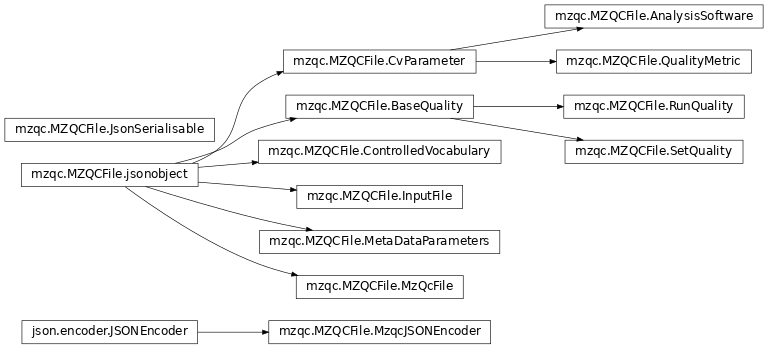 mzqc.MZQCFile.AnalysisSoftware
mzqc.MZQCFile.CvParameter
mzqc.MZQCFile.QualityMetric
mzqc.MZQCFile.BaseQuality
mzqc.MZQCFile.RunQuality
mzqc.MZQCFile.JsonSerialisable
mzqc.MZQCFile.ControlledVocabulary
mzqc.MZQCFile.SetQuality
mzqc.MZQCFile.jsonobject
mzqc.MZQCFile.InputFile
mzqc.MZQCFile.MetaDataParameters
mzqc.MZQCFile.MzQcFile
json.encoder.JSONEncoder
mzqc.MZQCFile.MzqcJSONEncoder